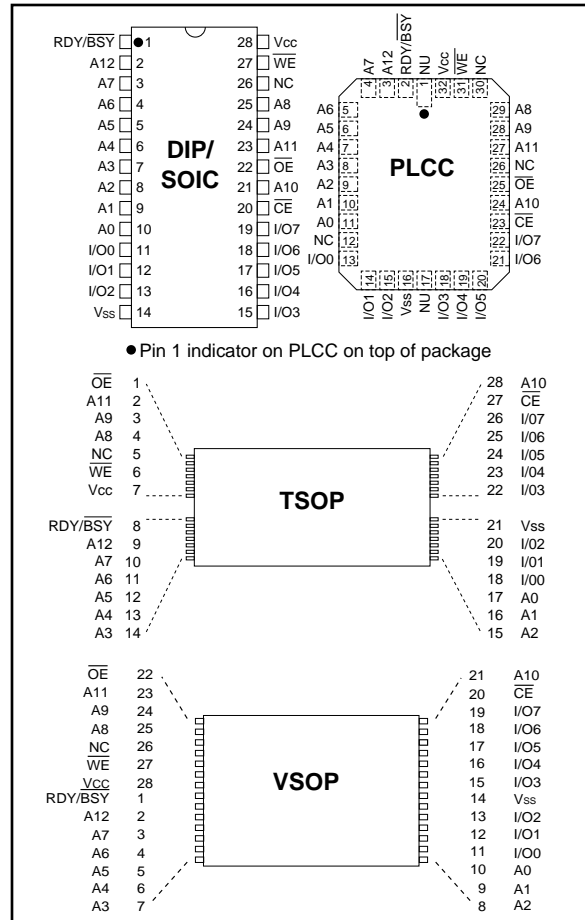 RDY/BSY 1 28 Vcc
A12 2 27 WE
A7 3 26 NC
A6 4 25 A8
A5 5 24 A9
A4 6 23 A11
A3 7 22 OE
A2 8 21 A10
A1 9 20 CE
A0 10 19 I/O7
I/O0 11 18 I/O6
I/O1 12 17 I/O5
I/O2 13 16 I/O4
Vss 14 15 I/O3
DIP/
SOIC
A7 A12 RDY/BSY NU Vcc WE NC
4 3 2 1 32 31 30
A6 5 29 A8
A5 6 28 A9
A4 7 27 A11
A3 8 26 NC
A2 9 25 OE
A1 10 24 A10
A0 11 23 CE
NC 12 22 I/O7
I/O0 13 21 I/O6
PLCC
14 15 16 17 18 19 20
I/O1 I/O2 Vss NU I/O3 I/O4 I/O5
● Pin 1 indicator on PLCC on top of package
OE 1 28 A10
A11 2 27 CE
A9 3 26 I/07
A8 4 25 I/06
NC 5 24 I/05
WE 6 23 I/04
Vcc 7 22 I/03
TSOP
RDY/BSY 8 21 Vss
A12 9 20 I/02
A7 10 19 I/01
A6 11 18 I/00
A5 12 17 A0
A4 13 16 A1
A3 14 15 A2
OE 22 21 A10
A11 23 20 CE
A9 24 19 I/O7
A8 25 18 I/O6
NC 26 17 I/O5
WE 27 16 I/O4
Vcc 28 15 I/O3
VSOP
RDY/BSY 1 14 Vss
A12 2 13 I/O2
A7 3 12 I/O1
A6 4 11 I/O0
A5 5 10 A0
A4 6 9 A1
A3 7 8 A2